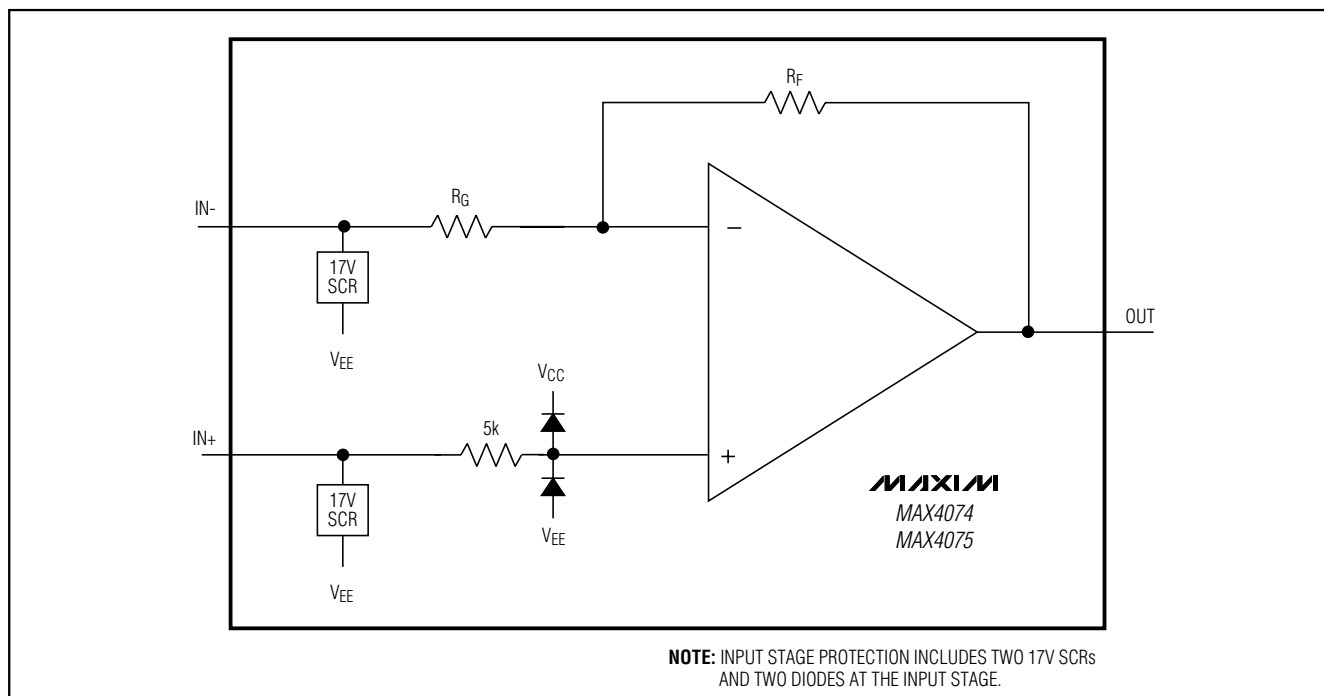 RF
IN-
RG
−
17V
SCR
VEE
OUT
VCC
IN+
5k
+
17V
SCR
VEE
VEE
MAXIM
MAX4074
MAX4075
NOTE: INPUT STAGE PROTECTION INCLUDES TWO 17V SCRs
AND TWO DIODES AT THE INPUT STAGE.